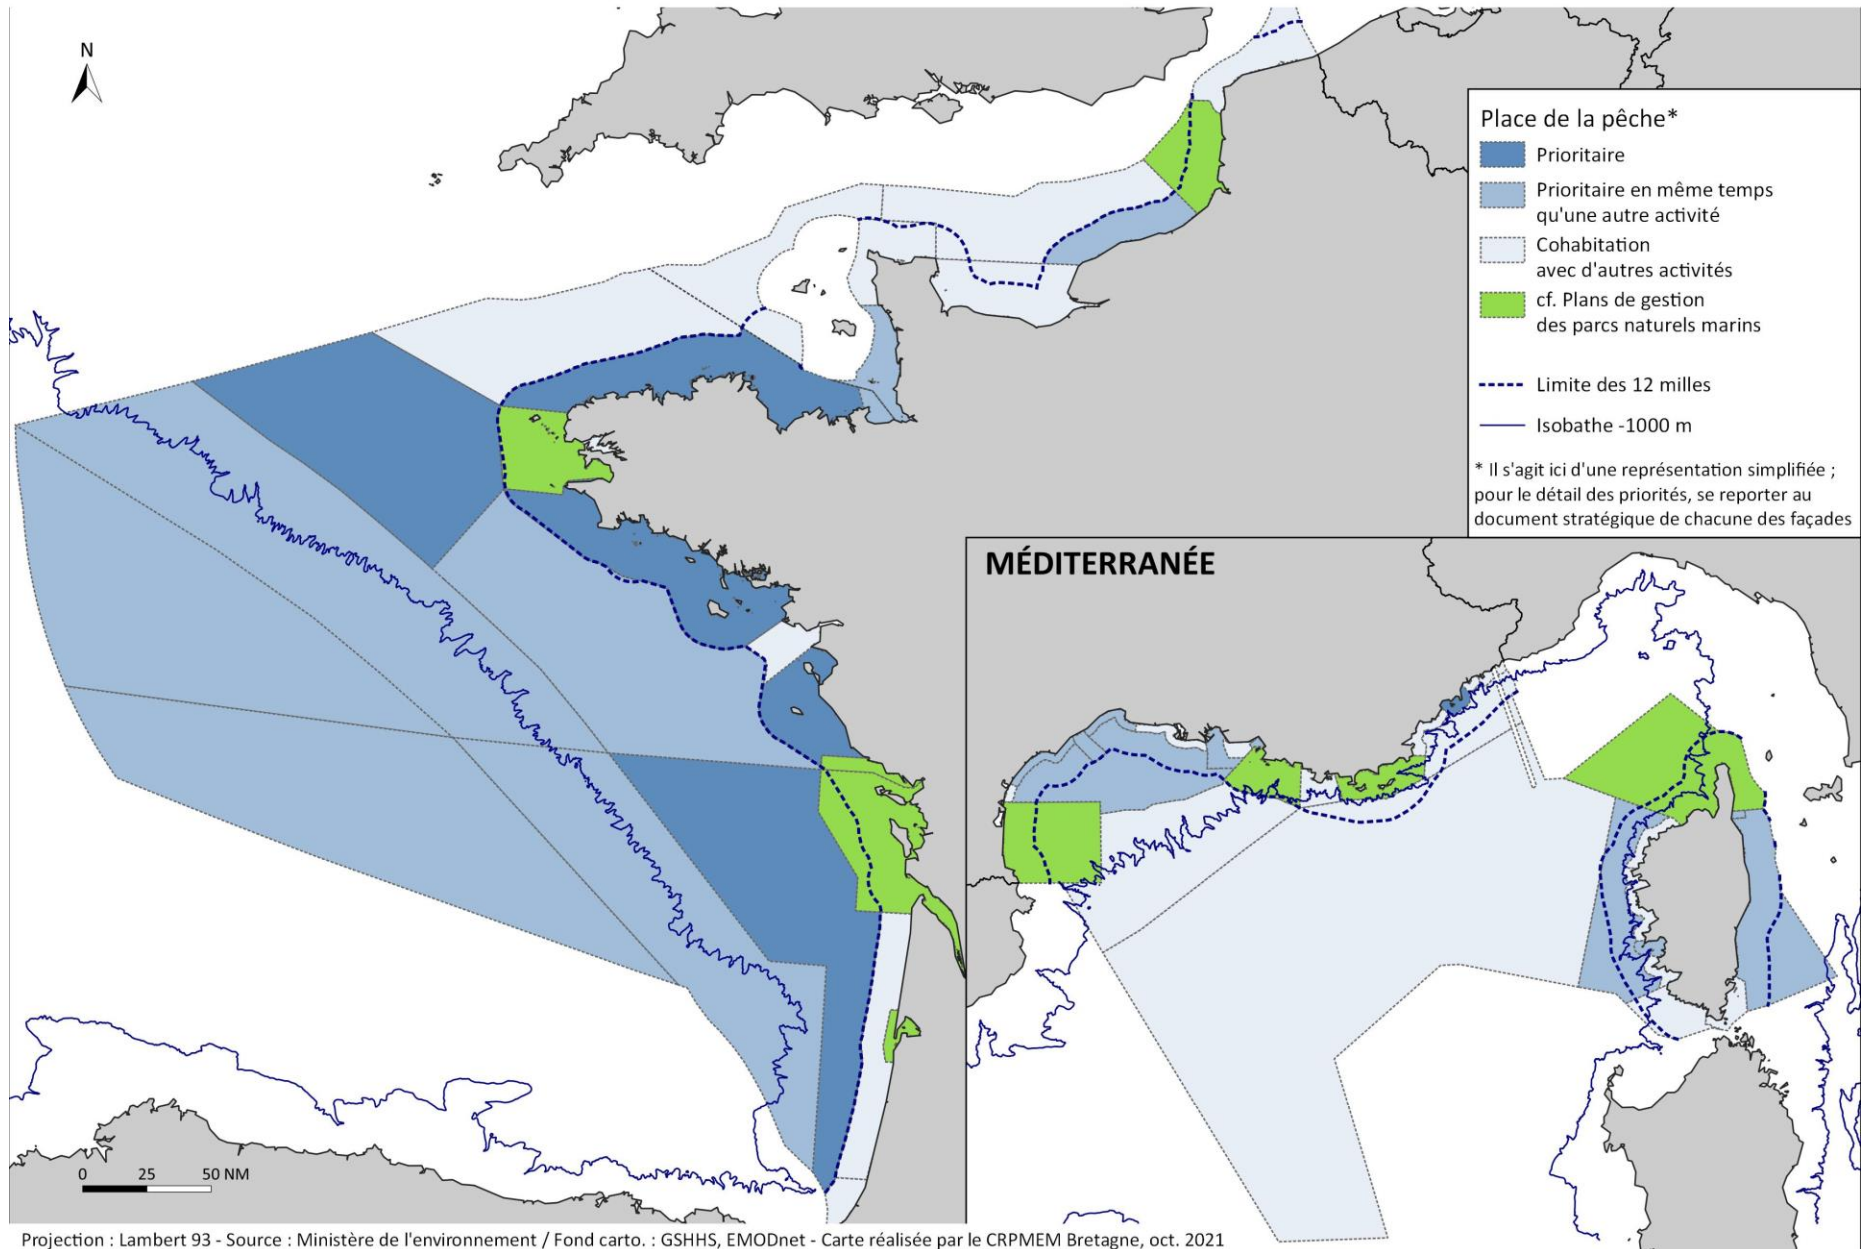 N
Place de la pêche*
Prioritaire
Prioritaire en même temps
qu'une autre activité
Cohabitation
avec d'autres activités
cf. Plans de gestion
des parcs naturels marins
Limite des 12 milles
Isobathe -1000 m
* Il s'agit ici d'une représentation simplifiée ;
pour le détail des priorités, se reporter au
document stratégique de chacune des façades
MÉDITERRANÉE
0 25 50 NM
Projection : Lambert 93 - Source : Ministère de l'environnement / Fond carto. : GSHHS, EMODnet - Carte réalisée par le CRPMEM Bretagne, oct. 2021